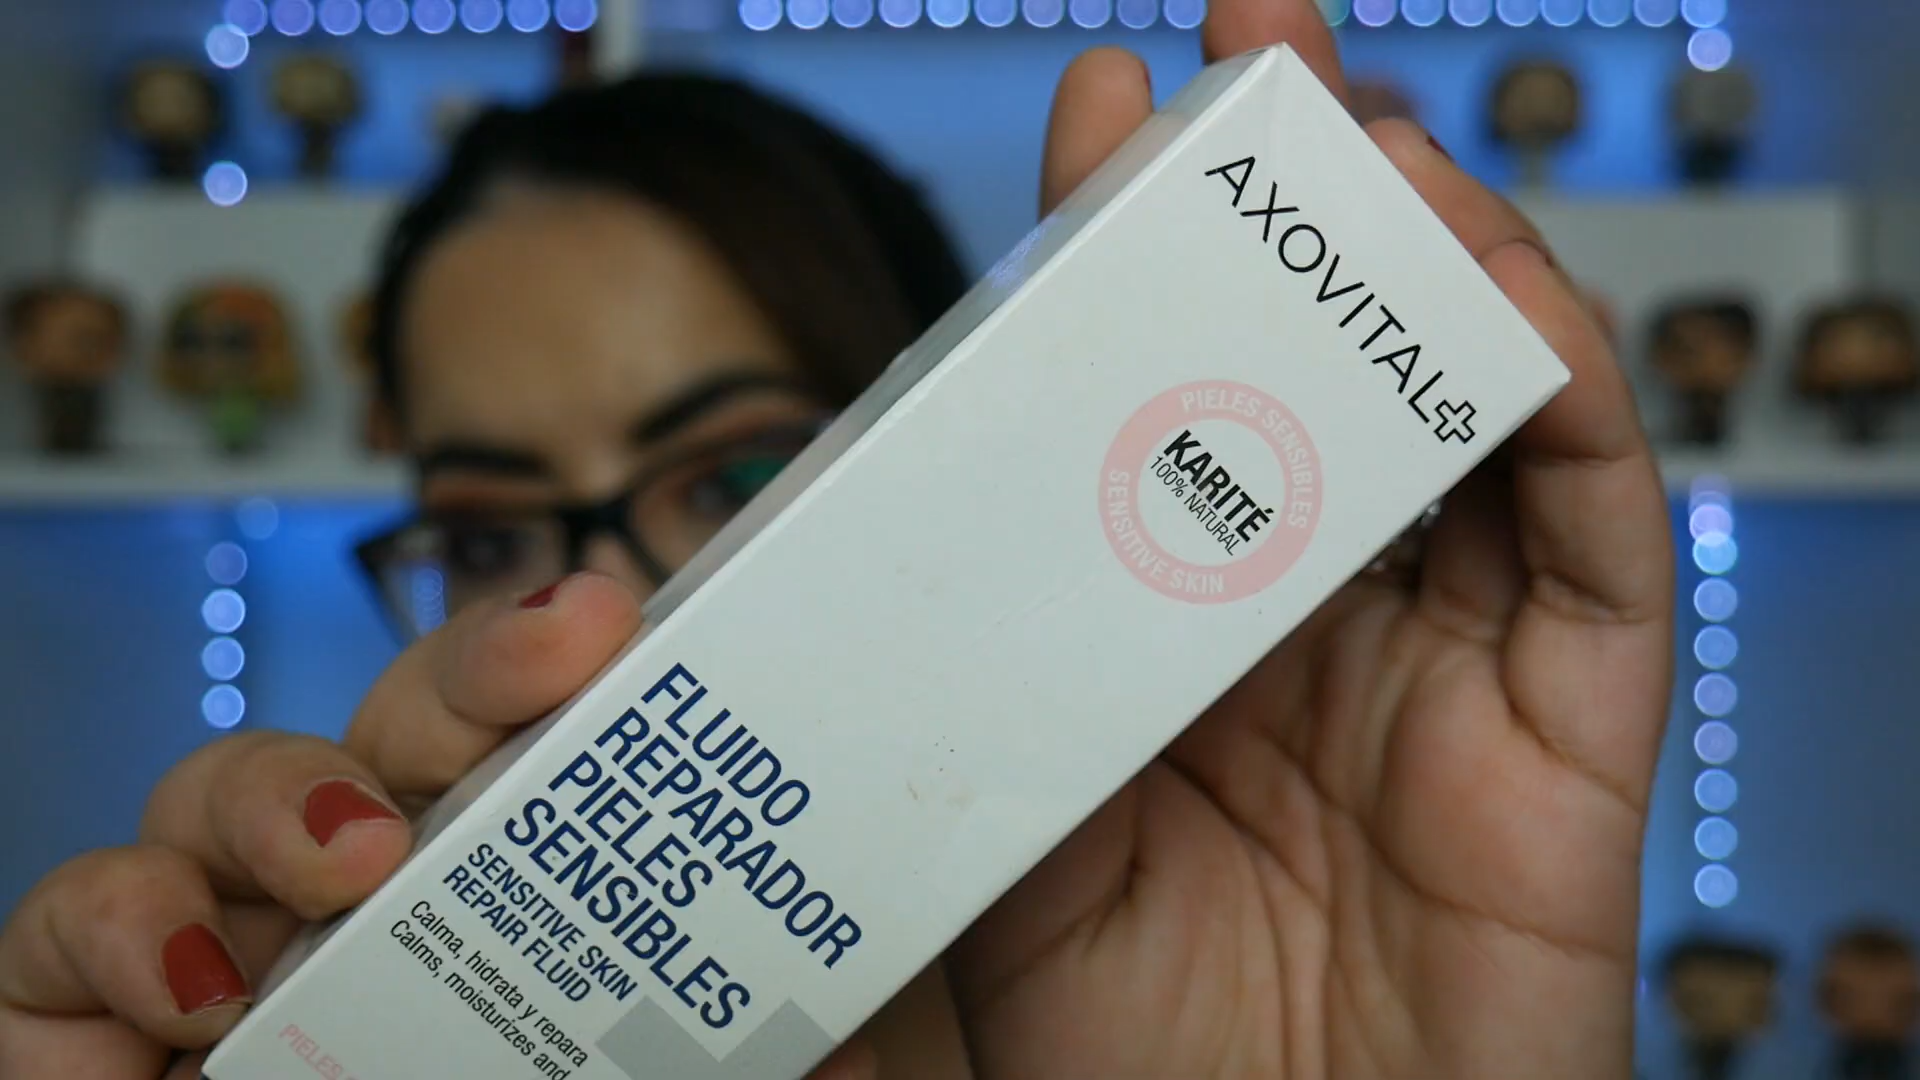 AXOVITAL
PIELES SENSIBLES
KARITÉ
100% NATURAL
SENSITIVE SKIN
FLUIDO
REPARADOR
PIELES
SENSIBLES
SENSITIVE SKIN
REPAIR FLUID
Calma, hidrata y repara
Calms, moisturizes and
PIELES